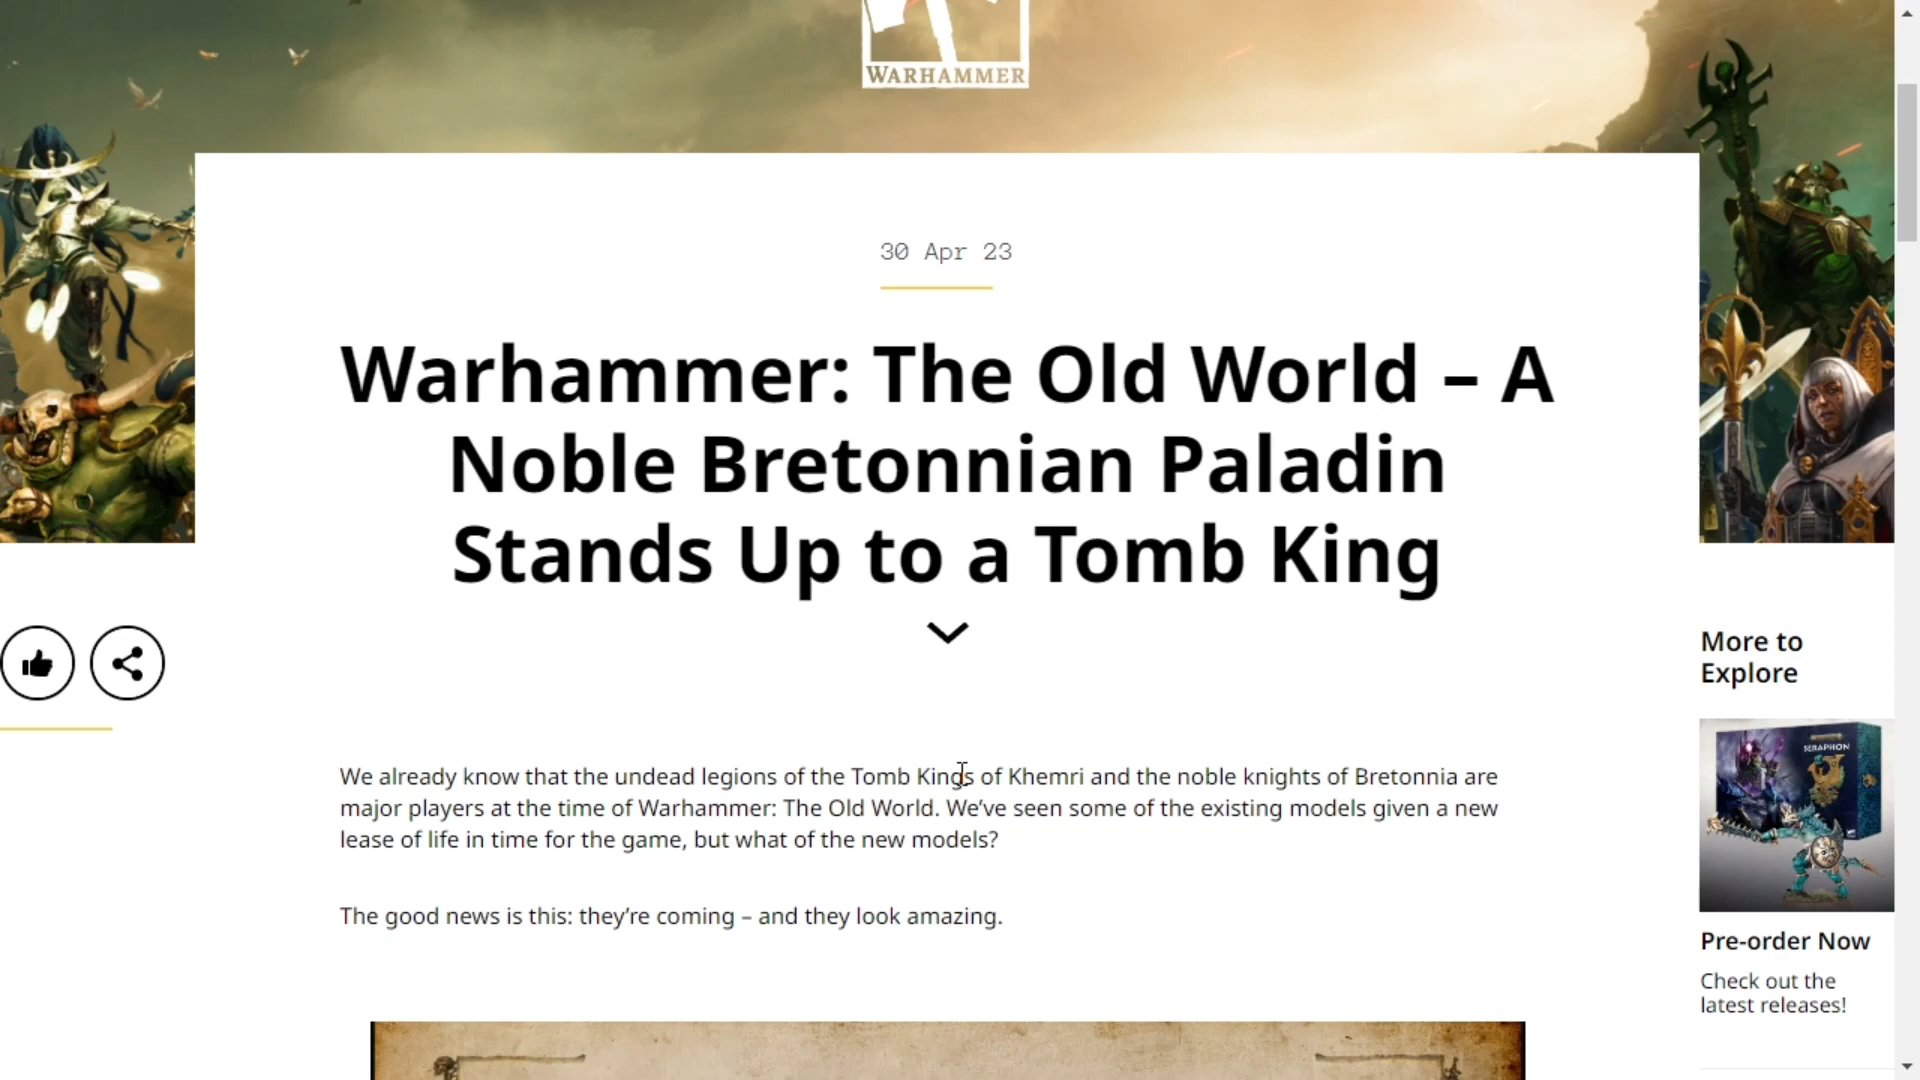 WARHAMMER
30 Apr 23
Warhammer: The Old World – A
Noble Bretonnian Paladin
Stands Up to a Tomb King
We already know that the undead legions of the Tomb Kings of Khemri and the noble knights of Bretonnia are
major players at the time of Warhammer: The Old World. We’ve seen some of the existing models given a new
lease of life in time for the game, but what of the new models?
The good news is this: they’re coming – and they look amazing.
More to
Explore
SERAPHON
Pre-order Now
Check out the
latest releases!